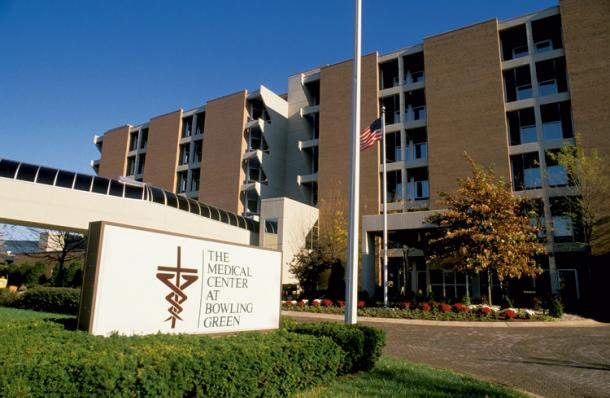 THE
MEDICAL
CENTER
AT
BOWLING
GREEN